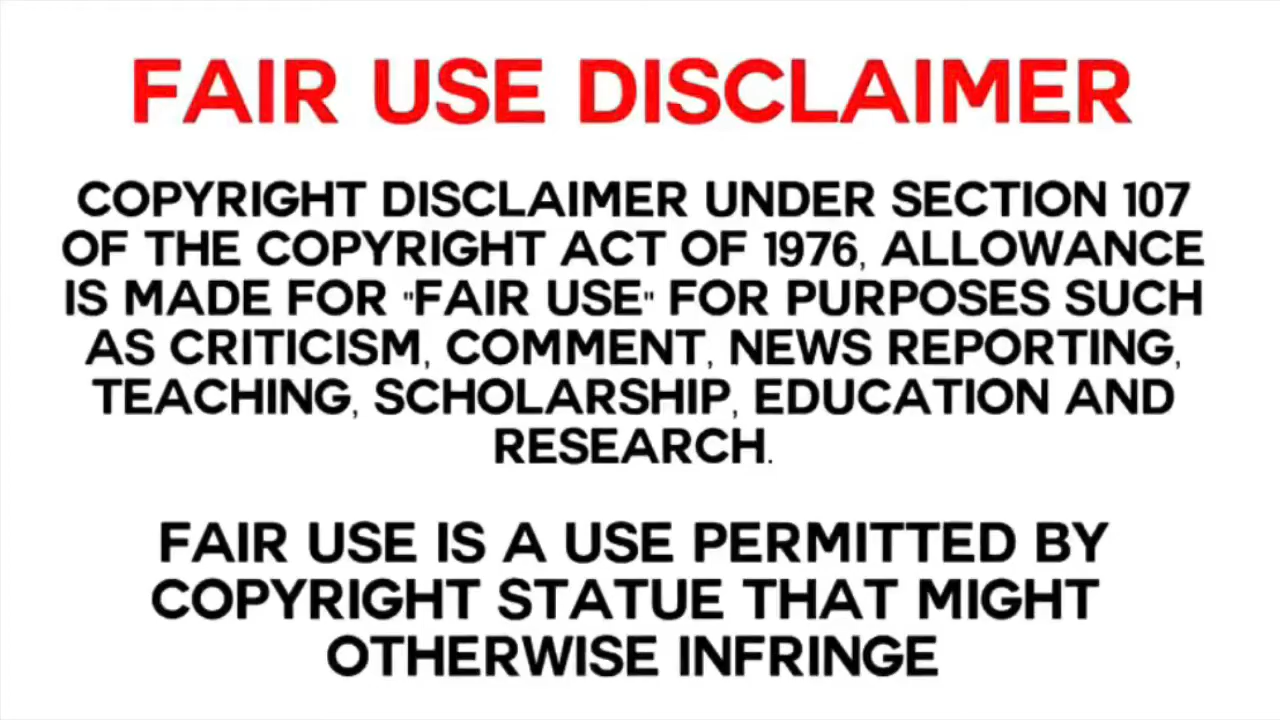 FAIR USE DISCLAIMER
COPYRIGHT DISCLAIMER UNDER SECTION 107
OF THE COPYRIGHT ACT OF 1976, ALLOWANCE
IS MADE FOR "FAIR USE" FOR PURPOSES SUCH
AS CRITICISM, COMMENT, NEWS REPORTING,
TEACHING, SCHOLARSHIP, EDUCATION AND
RESEARCH.
FAIR USE IS A USE PERMITTED BY
COPYRIGHT STATUE THAT MIGHT
OTHERWISE INFRINGE